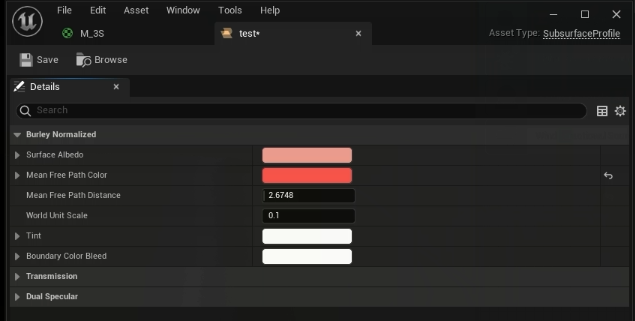 File Edit Asset Window Tools Help
M_3S
test*
Asset Type: SubsurfaceProfile
Save Browse
Details
Search
Burley Normalized
Surface Albedo
Mean Free Path Color
Mean Free Path Distance 2.6748
World Unit Scale 0.1
Tint
Boundary Color Bleed
Transmission
Dual Specular